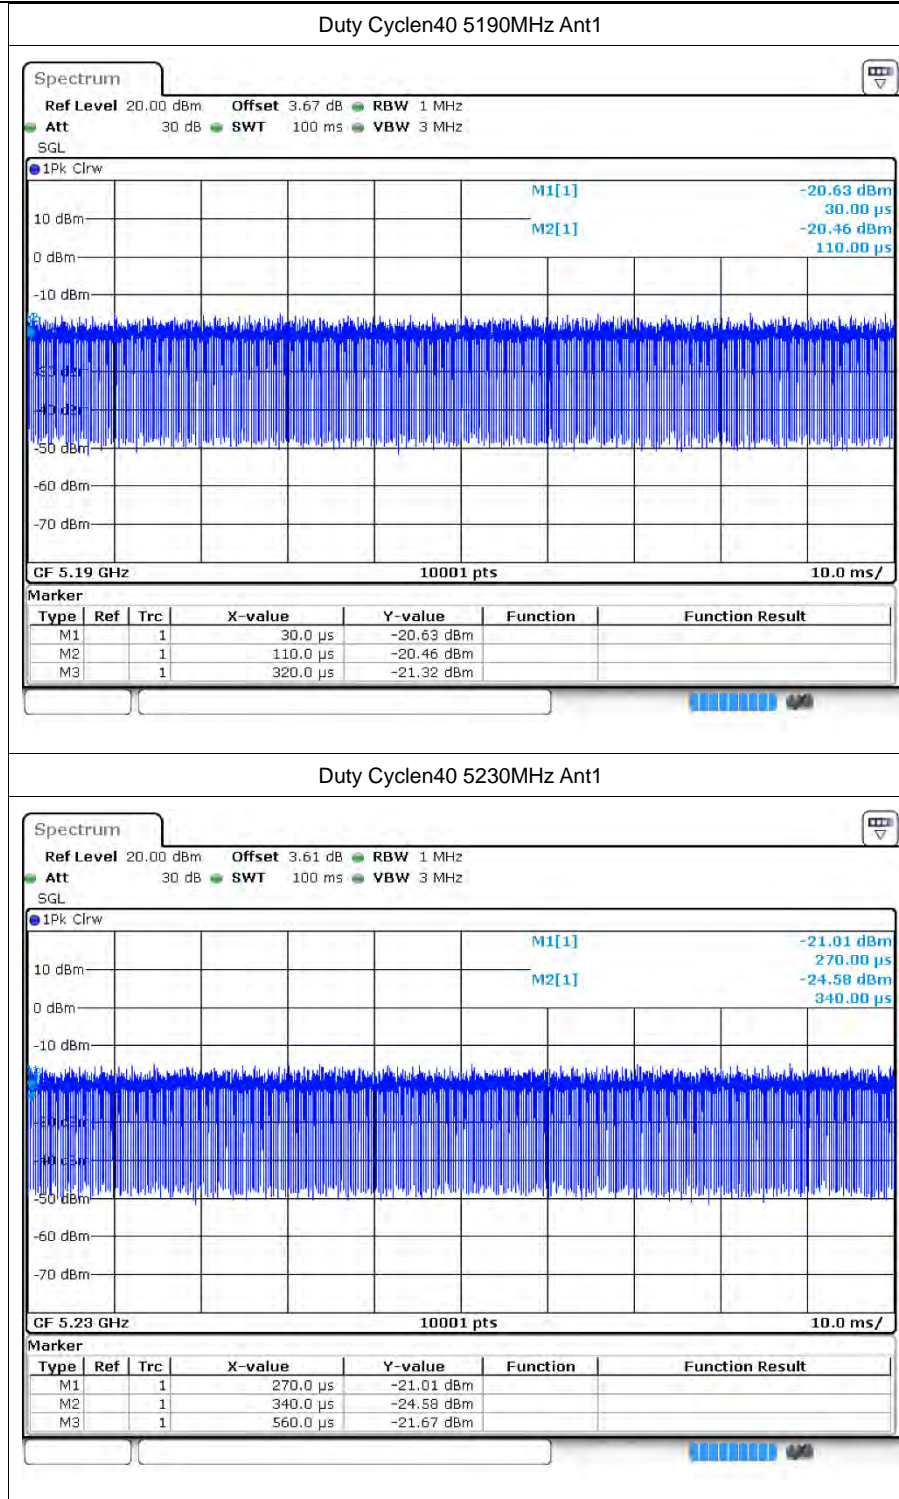 Duty Cyclen40 5190MHz Ant1
Spectrum
Ref Level 20.00 dBm Offset 3.67 dB RBW 1 MHz
Att 30 dB SWT 100 ms VBW 3 MHz
SGL
1Pk Clrw
M1[1] -20.63 dBm
30.00 µs
10 dBm
M2[1] -20.46 dBm
110.00 µs
0 dBm
-10 dBm
-50 dBm
-60 dBm
-70 dBm
CF 5.19 GHz 10001 pts 10.0 ms/
Marker
Type Ref Trc X-value Y-value Function Function Result
M1 1 30.0 µs -20.63 dBm
M2 1 110.0 µs -20.46 dBm
M3 1 320.0 µs -21.32 dBm
Duty Cyclen40 5230MHz Ant1
Spectrum
Ref Level 20.00 dBm Offset 3.61 dB RBW 1 MHz
Att 30 dB SWT 100 ms VBW 3 MHz
SGL
1Pk Clrw
M1[1] -21.01 dBm
270.00 µs
10 dBm
M2[1] -24.58 dBm
340.00 µs
0 dBm
-10 dBm
-50 dBm
-60 dBm
-70 dBm
CF 5.23 GHz 10001 pts 10.0 ms/
Marker
Type Ref Trc X-value Y-value Function Function Result
M1 1 270.0 µs -21.01 dBm
M2 1 340.0 µs -24.58 dBm
M3 1 560.0 µs -21.67 dBm